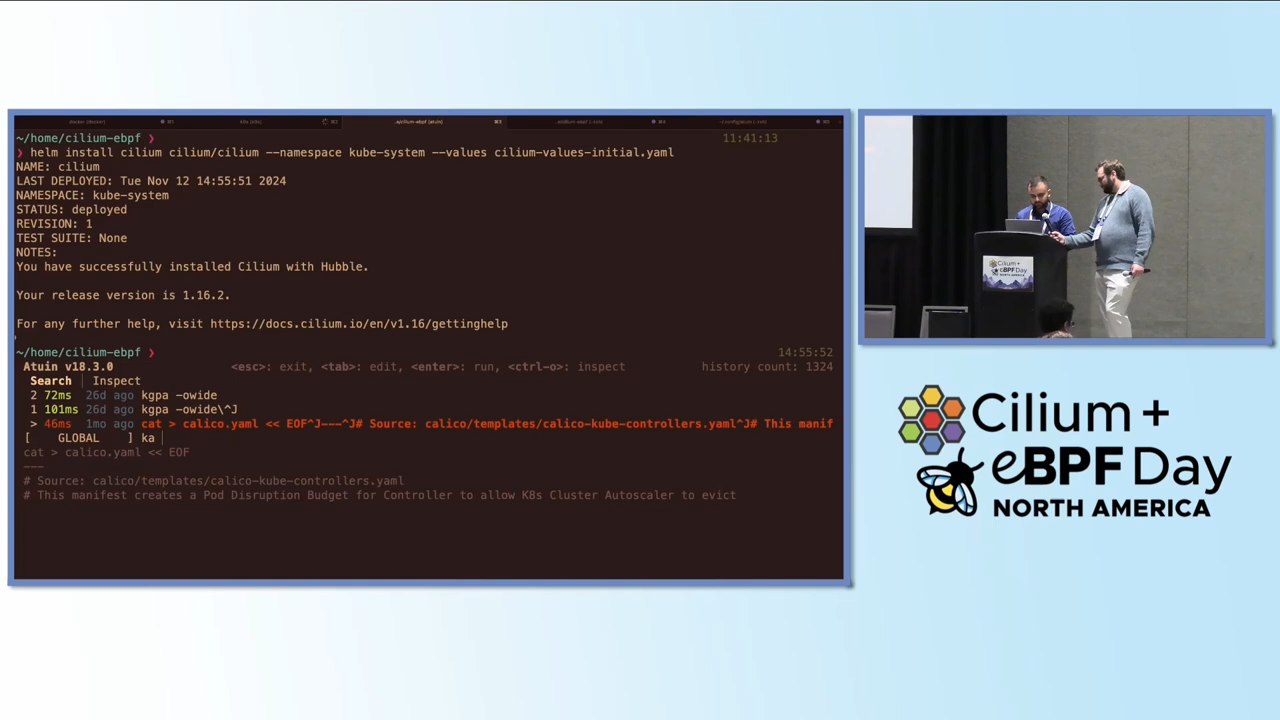 ~/home/cilium-ebpf ❯ 11:41:13
❯ helm install cilium cilium/cilium --namespace kube-system --values cilium-values-initial.yaml
NAME: cilium
LAST DEPLOYED: Tue Nov 12 14:55:51 2024
NAMESPACE: kube-system
STATUS: deployed
REVISION: 1
TEST SUITE: None
NOTES:
You have successfully installed Cilium with Hubble.
Your release version is 1.16.2.
For any further help, visit https://docs.cilium.io/en/v1.16/gettinghelp
~/home/cilium-ebpf ❯ 14:55:52
Atuin v18.3.0 <esc>: exit, <tab>: edit, <enter>: run, <ctrl-o>: inspect history count: 1324
Search | Inspect
2 72ms 26d ago kgpa -owide
1 101ms 26d ago kgpa -owide\^J
> 46ms 1mo ago cat > calico.yaml << EOF^J---^J# Source: calico/templates/calico-kube-controllers.yaml^J# This manif
[ GLOBAL ] ka
cat > calico.yaml << EOF
---
# Source: calico/templates/calico-kube-controllers.yaml
# This manifest creates a Pod Disruption Budget for Controller to allow K8s Cluster Autoscaler to evict
Cilium +
eBPF Day
NORTH AMERICA
Cilium +
eBPF Day
NORTH AMERICA